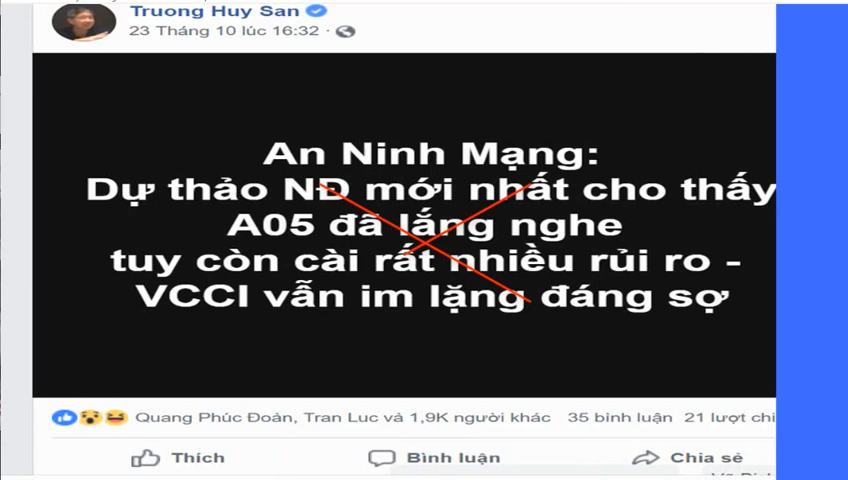 Truong Huy San
23 Tháng 10 lúc 16:32 ·
An Ninh Mạng:
Dự thảo NĐ mới nhất cho thấy
A05 đã lắng nghe
tuy còn cài rất nhiều rủi ro -
VCCI vẫn im lặng đáng sợ
Quang Phúc Đoàn, Tran Luc và 1,9K người khác 35 bình luận 21 lượt chi
Thích Bình luận Chia sẻ